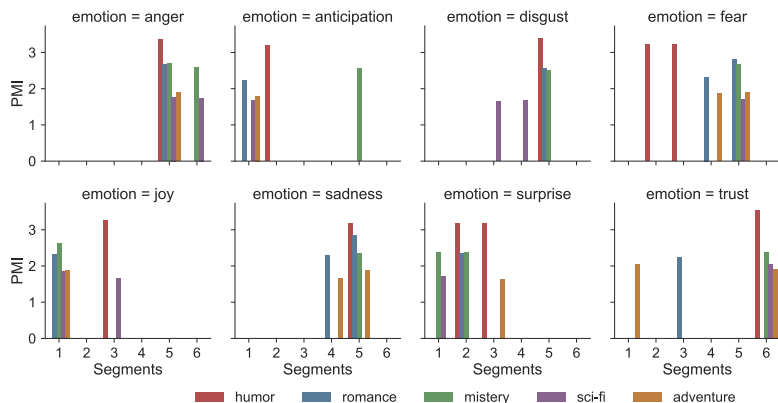 emotion = anger
emotion = anticipation
emotion = disgust
emotion = fear
PMI
3
2
1
0
emotion = joy
emotion = sadness
emotion = surprise
emotion = trust
PMI
3
2
1
0
1 2 3 4 5 6
1 2 3 4 5 6
1 2 3 4 5 6
1 2 3 4 5 6
Segments
Segments
Segments
Segments
humor
romance
mistery
sci-fi
adventure